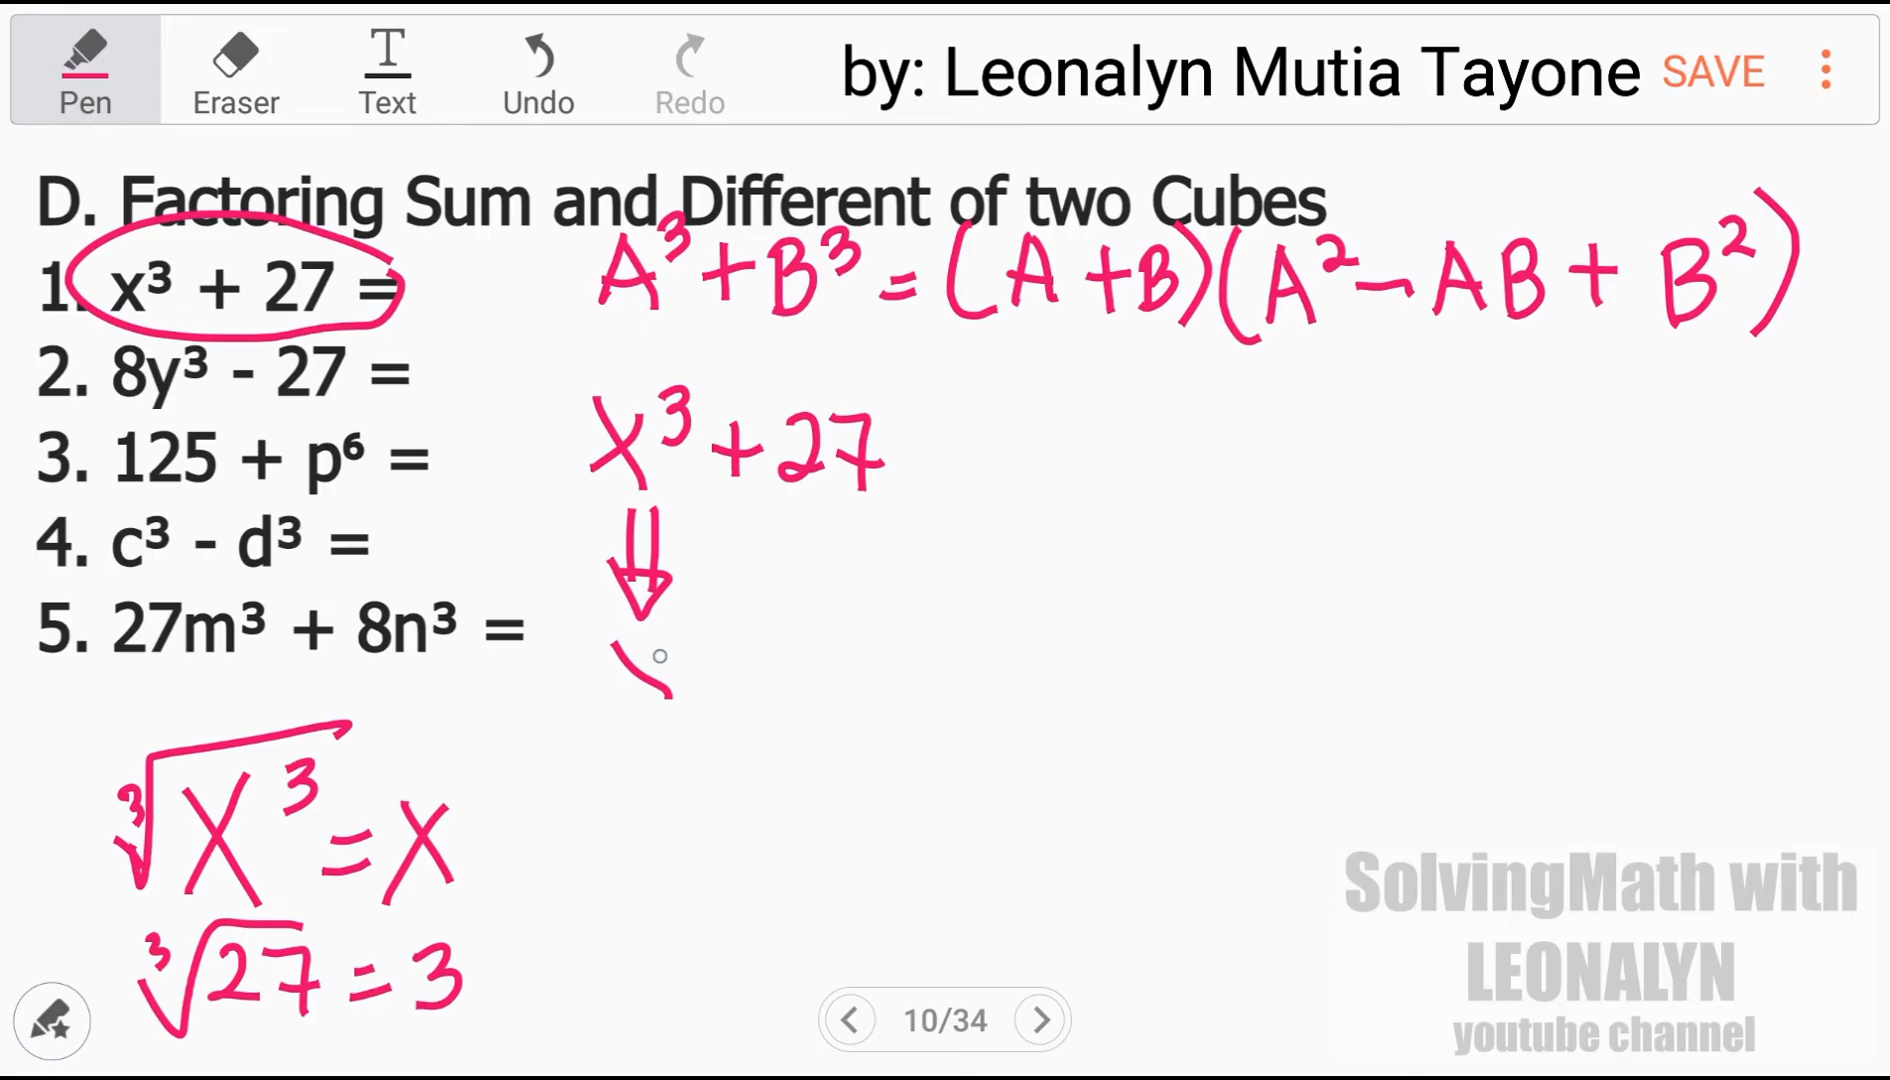 Pen Eraser Text Undo Redo by: Leonalyn Mutia Tayone SAVE
D. Factoring Sum and Different of two Cubes
1. x³ + 27 =
A³ + B³ = (A + B)(A² - AB + B²)
2. 8y³ - 27 =
3. 125 + p⁶ =
x³ + 27
4. c³ - d³ =
5. 27m³ + 8n³ =
∛x³ = x
∛27 = 3
10/34
SolvingMath with
LEONALYN
youtube channel